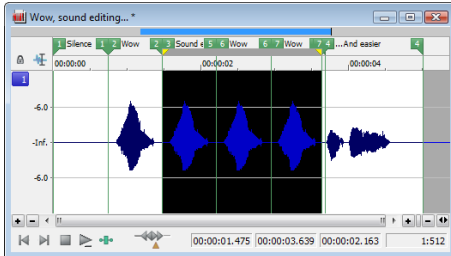 Wow, sound editing... *
1 Silence 1 2 Wow 2 3 Sound e 5 6 Wow 6 7 Wow 7 4 ...And easier 4
00:00:00 00:00:02 00:00:04
1
-6.0
-Inf.
-6.0
00:00:01.475 00:00:03.639 00:00:02.163 1:512